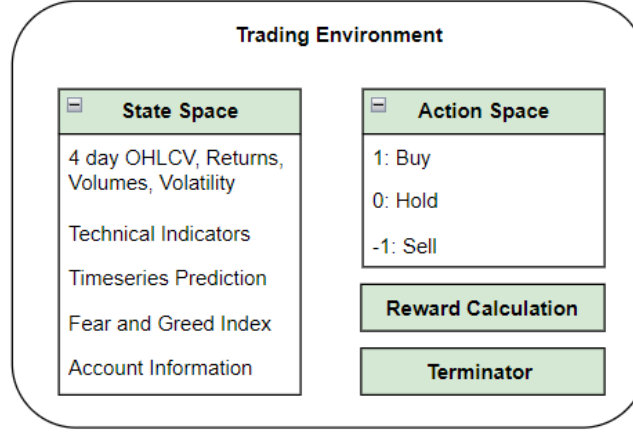 Trading Environment
State Space
4 day OHLCV, Returns,
Volumes, Volatility
Technical Indicators
Timeseries Prediction
Fear and Greed Index
Account Information
Action Space
1: Buy
0: Hold
-1: Sell
Reward Calculation
Terminator